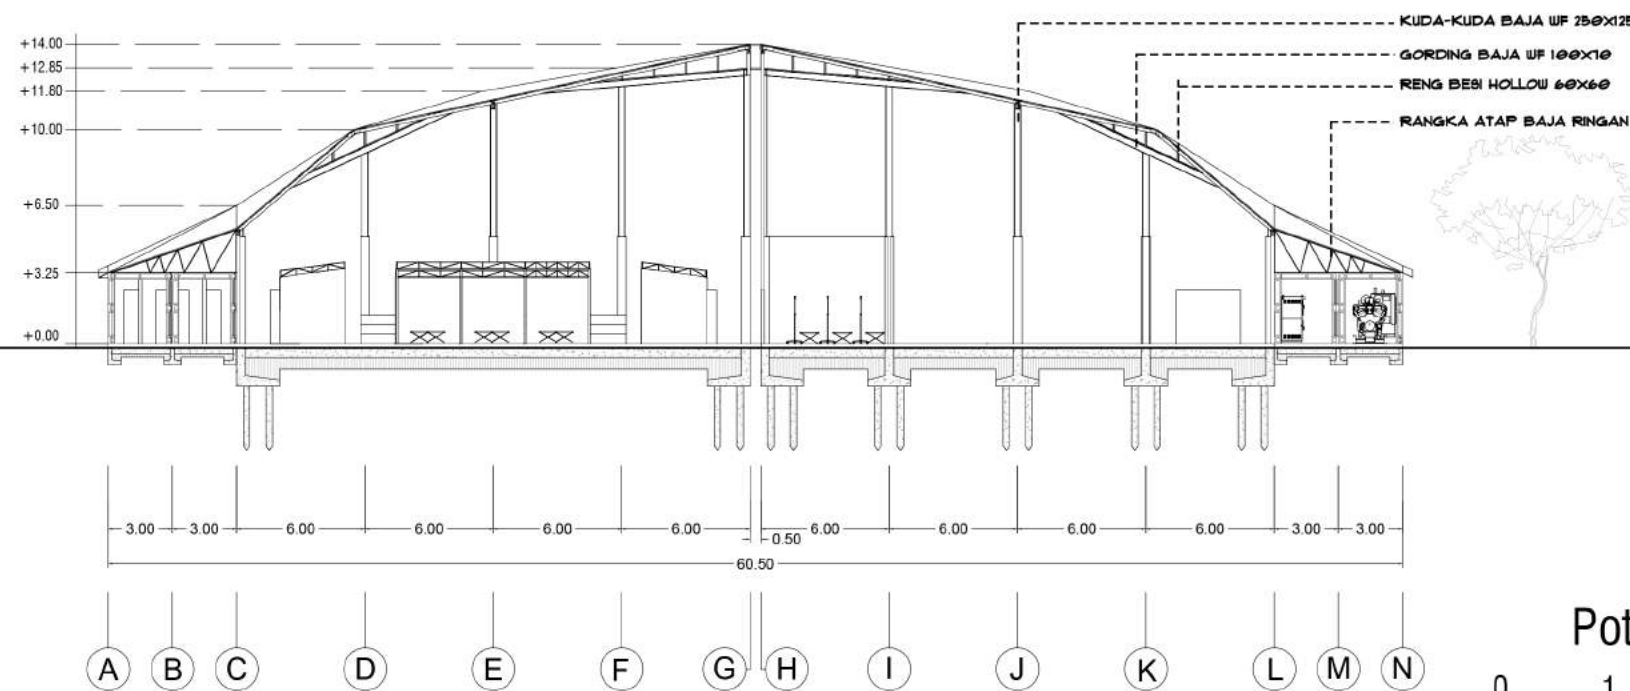 KUDA-KUDA BAJA WF 250X125
GORDING BAJA WF 100X70
RENG BESI HOLLOW 60X60
RANGKA ATAP BAJA RINGAN
+14.00
+12.85
+11.80
+10.00
+6.50
+3.25
+0.00
3.00 3.00 6.00 6.00 6.00 6.00 6.00 6.00 6.00 6.00 3.00 3.00
0.50
60.50
A B C D E F G H I J K L M N
Pot
0 1